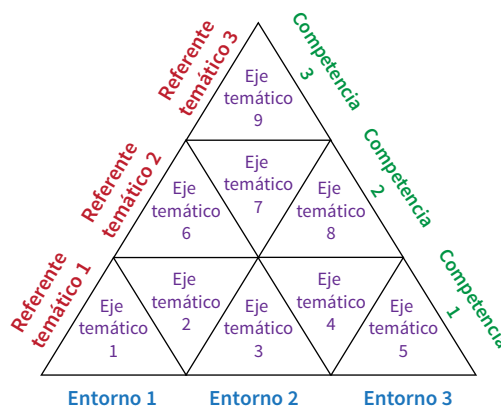 Referente
temático 3
Competencia
3
Eje
temático
9
Referente
temático 2
Competencia
2
Eje
temático
6
Eje
temático
7
Eje
temático
8
Referente
temático 1
Competencia
1
Eje
temático
1
Eje
temático
2
Eje
temático
3
Eje
temático
4
Eje
temático
5
Entorno 1
Entorno 2
Entorno 3